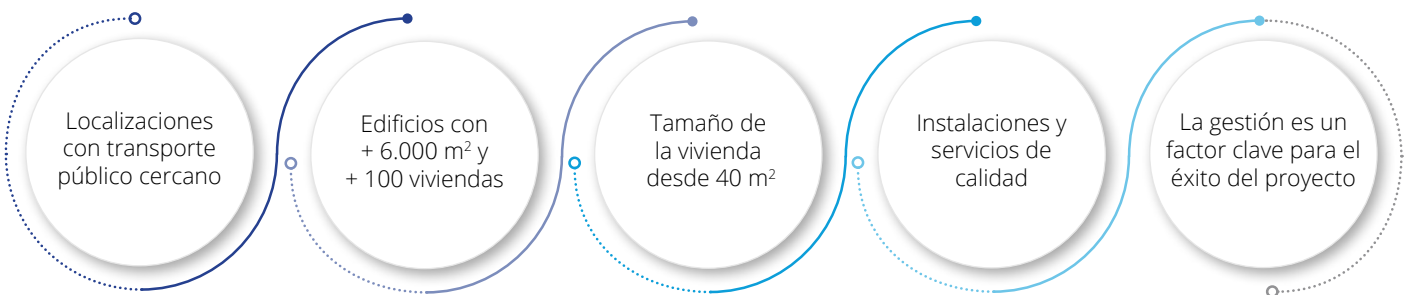 Localizaciones
con transporte
público cercano
Edificios con
+ 6.000 m² y
+ 100 viviendas
Tamaño de
la vivienda
desde 40 m²
Instalaciones y
servicios de
calidad
La gestión es un
factor clave para el
éxito del proyecto